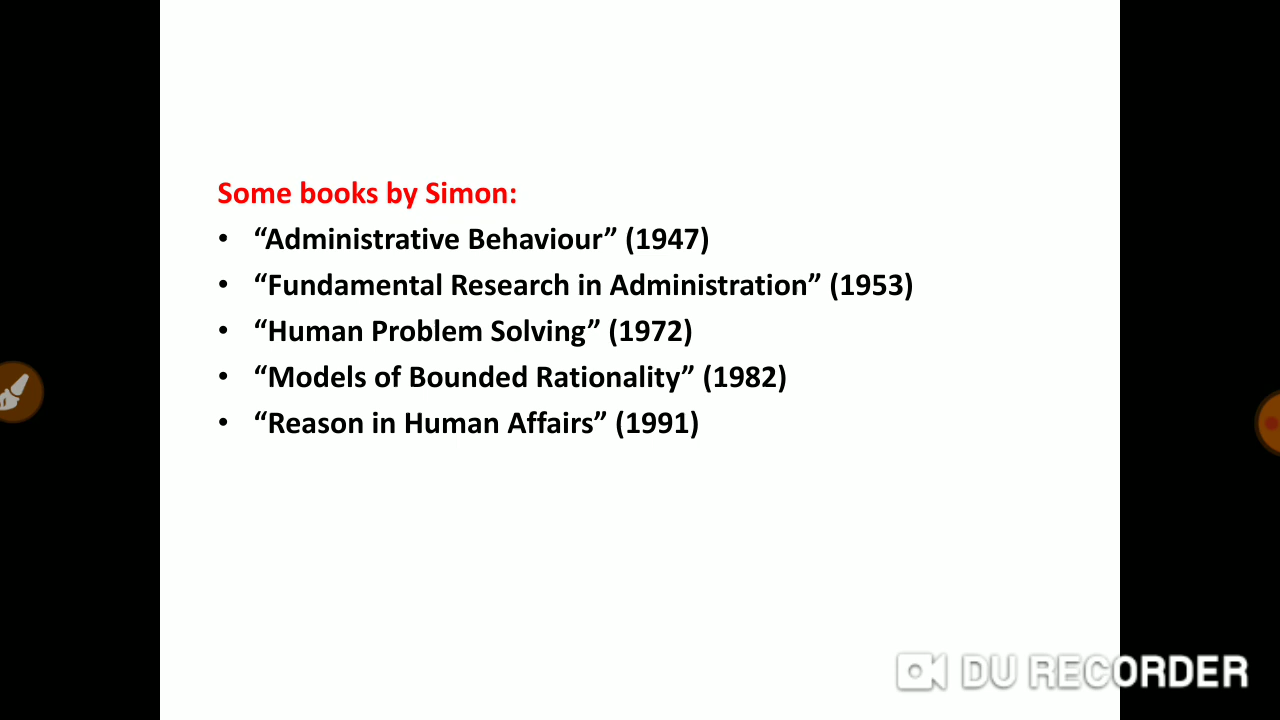 Some books by Simon:
• “Administrative Behaviour” (1947)
• “Fundamental Research in Administration” (1953)
• “Human Problem Solving” (1972)
• “Models of Bounded Rationality” (1982)
• “Reason in Human Affairs” (1991)
DU RECORDER